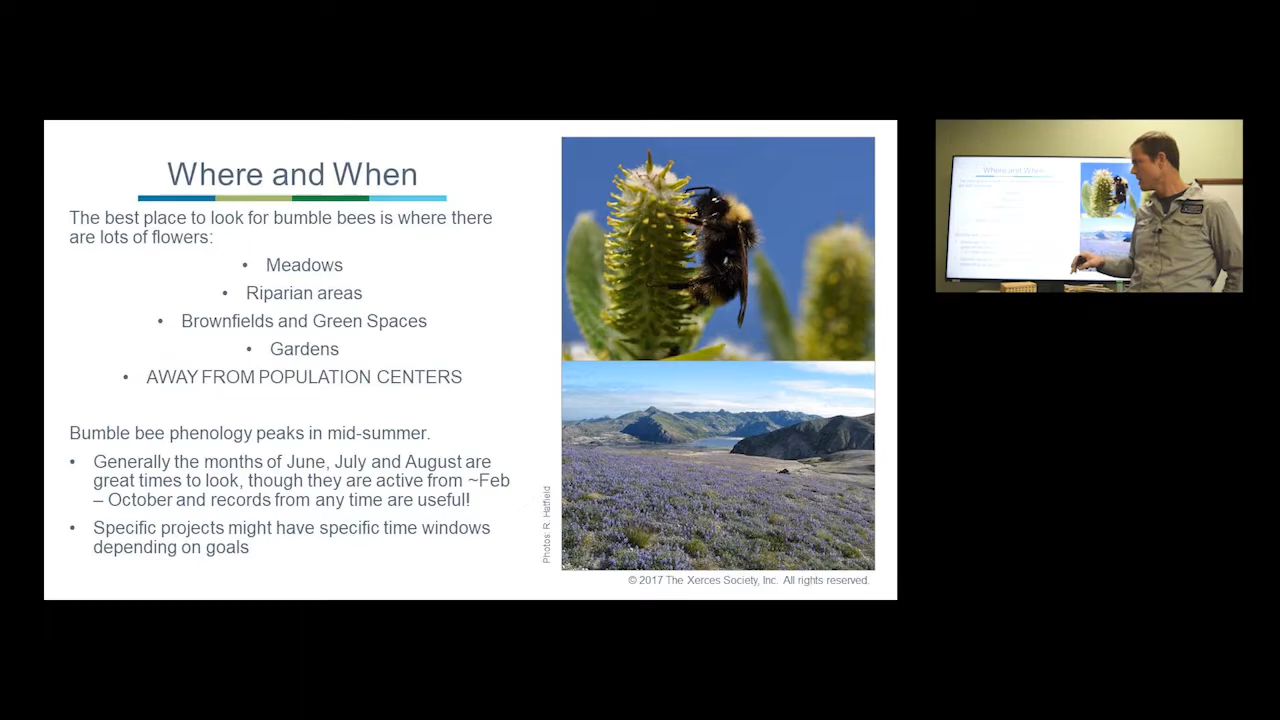 Where and When
The best place to look for bumble bees is where there
are lots of flowers:
• Meadows
• Riparian areas
• Brownfields and Green Spaces
• Gardens
• AWAY FROM POPULATION CENTERS
Bumble bee phenology peaks in mid-summer.
• Generally the months of June, July and August are
great times to look, though they are active from ~Feb
– October and records from any time are useful!
• Specific projects might have specific time windows
depending on goals
Photos: R. Hatfield
© 2017 The Xerces Society, Inc. All rights reserved.
Where and When